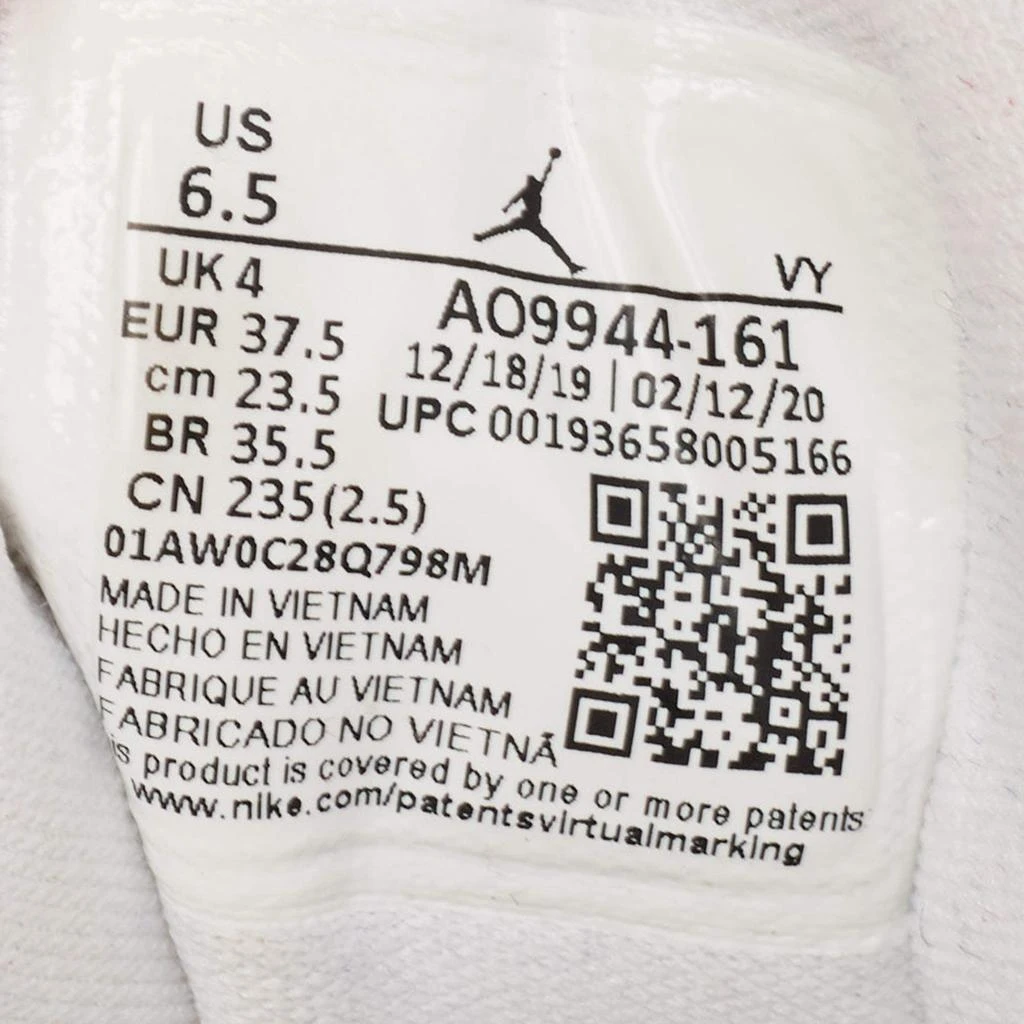 US
6.5
VY
UK 4
EUR 37.5
cm 23.5
BR 35.5
CN 235(2.5)
AO9944-161
12/18/19 | 02/12/20
UPC 00193658005166
01AW0C28Q798M
MADE IN VIETNAM
HECHO EN VIETNAM
FABRIQUE AU VIETNAM
FABRICADO NO VIETNÃ
is product is covered by one or more patents
www.nike.com/patentsvirtualmarking